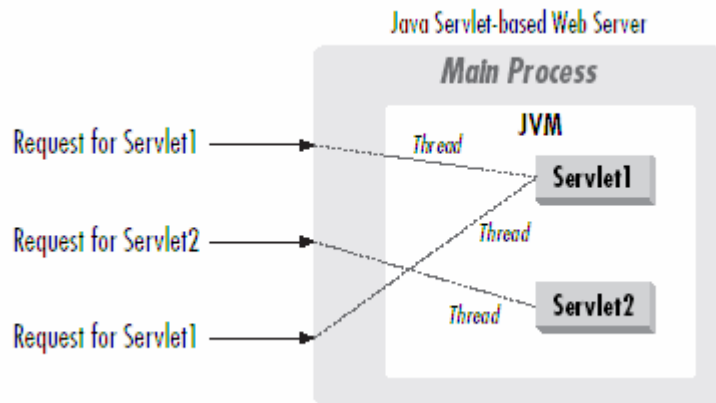 Java Servlet-based Web Server
Main Process
JVM
Request for Servlet1
Thread
Servlet1
Request for Servlet2
Thread
Thread
Servlet2
Request for Servlet1